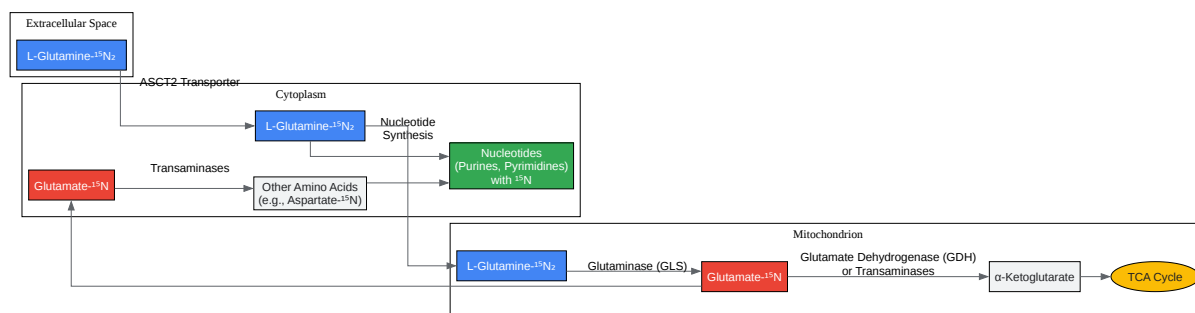 Extracellular Space
L-Glutamine-¹⁵N₂
ASCT2 Transporter
Cytoplasm
L-Glutamine-¹⁵N₂
Nucleotide
Synthesis
Nucleotides
(Purines, Pyrimidines)
with ¹⁵N
Glutamate-¹⁵N
Transaminases
Other Amino Acids
(e.g., Aspartate-¹⁵N)
Mitochondrion
L-Glutamine-¹⁵N₂
Glutaminase (GLS)
Glutamate-¹⁵N
Glutamate Dehydrogenase (GDH)
or Transaminases
α-Ketoglutarate
TCA Cycle